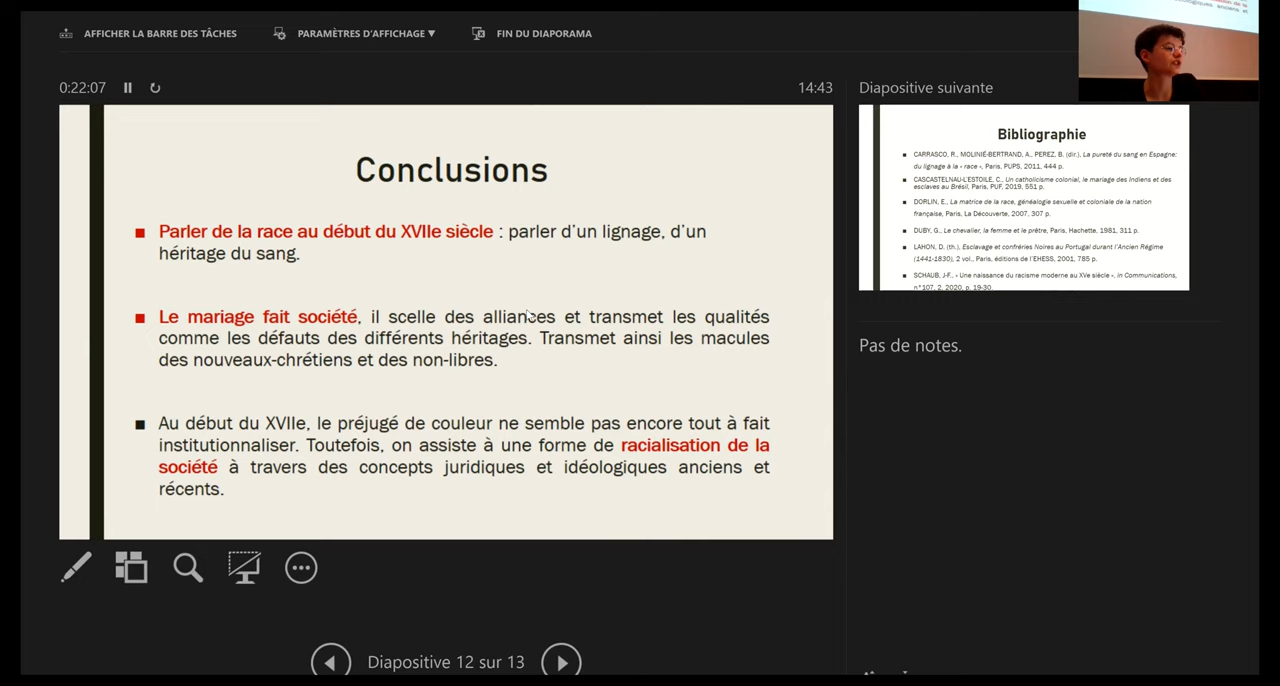 AFFICHER LA BARRE DES TÂCHES
PARAMÈTRES D'AFFICHAGE ▼
FIN DU DIAPORAMA
0:22:07
14:43
Conclusions
Parler de la race au début du XVIIe siècle : parler d'un lignage, d'un
héritage du sang.
Le mariage fait société, il scelle des alliances et transmet les qualités
comme les défauts des différents héritages. Transmet ainsi les macules
des nouveaux-chrétiens et des non-libres.
Au début du XVIIe, le préjugé de couleur ne semble pas encore tout à fait
institutionnaliser. Toutefois, on assiste à une forme de racialisation de la
société à travers des concepts juridiques et idéologiques anciens et
récents.
Diapositive 12 sur 13
Diapositive suivante
Bibliographie
CARRASCO, R., MOLINIÉ-BERTRAND, A., PEREZ, B. (dir.), La pureté du sang en Espagne:
du lignage à la « race », Paris, PUPS, 2011, 444 p.
CASCASTELNAU-L'ESTOILE, C., Un catholicisme colonial, le mariage des Indiens et des
esclaves au Brésil, Paris, PUF, 2019, 551 p.
DORLIN, E., La matrice de la race, généalogie sexuelle et coloniale de la nation
française, Paris, La Découverte, 2007, 307 p.
DUBY, G., Le chevalier, la femme et le prêtre, Paris, Hachette, 1981, 311 p.
LAHON, D. (th.), Esclavage et confréries Noires au Portugal durant l'Ancien Régime
(1441-1830), 2 vol., Paris, éditions de l'EHESS, 2001, 785 p.
SCHAUB, J-F., « Une naissance du racisme moderne au XVe siècle », in Communications,
n°107, 2, 2020, p. 19-30.
Pas de notes.